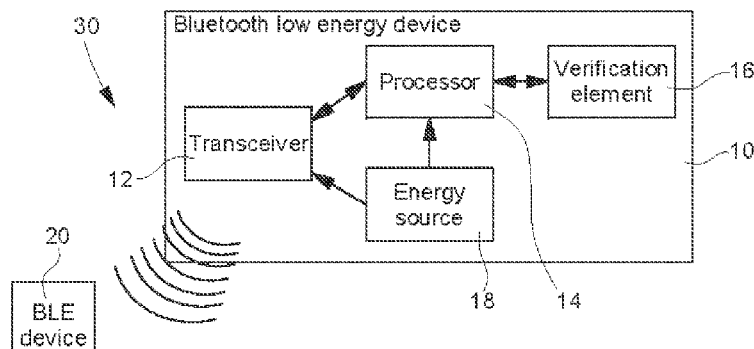 30
Bluetooth low energy device
Processor
Verification
element
16
Transceiver
12
10
Energy
source
20
18
14
BLE
device